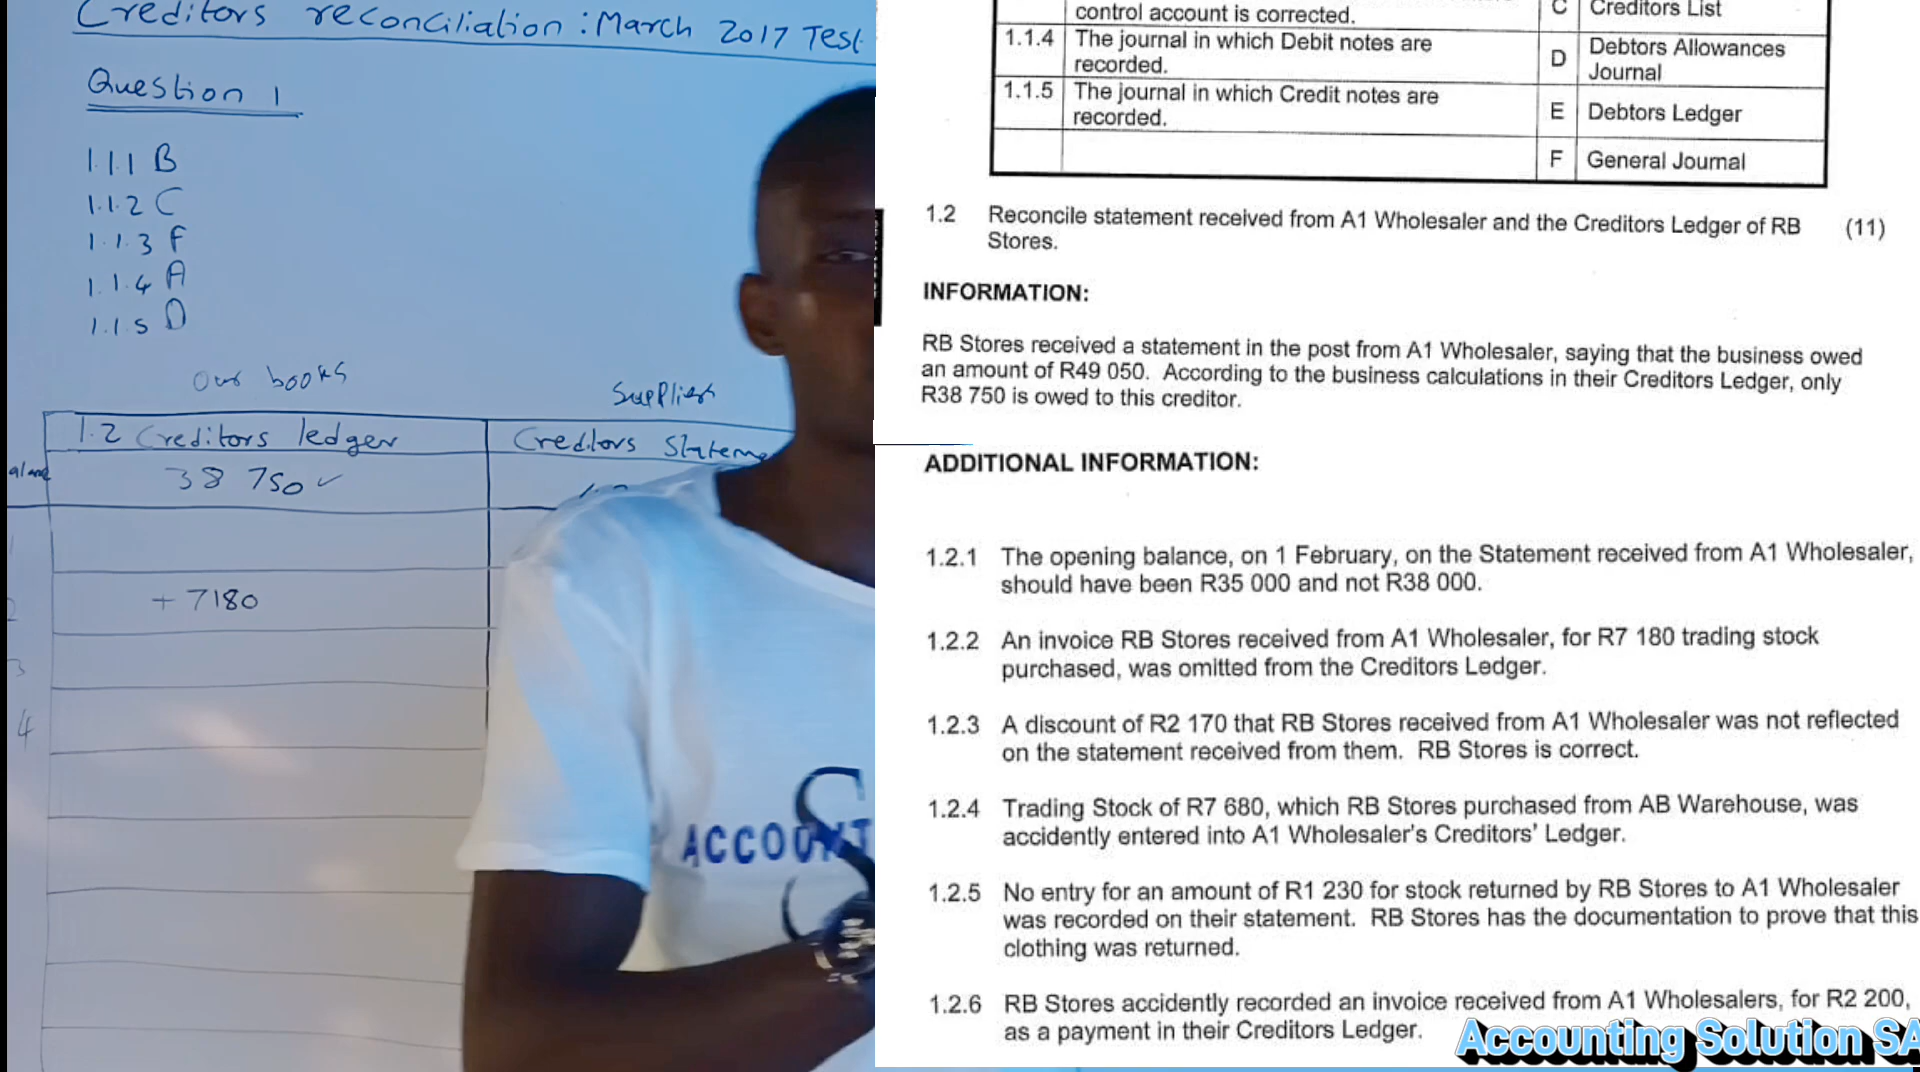 Creditors reconciliation: March 2017 Test
Question 1
1.1.1 B
1.1.2 C
1.1.3 F
1.1.4 A
1.1.5 D
Our books
Supplier
1.2 Creditors ledger
Creditors Stateme
38 750 ✓
+ 7180
3
4
ACCOUNT
control account is corrected.
C Creditors List
1.1.4 The journal in which Debit notes are
recorded.
D Debtors Allowances
Journal
1.1.5 The journal in which Credit notes are
recorded.
E Debtors Ledger
F General Journal
1.2 Reconcile statement received from A1 Wholesaler and the Creditors Ledger of RB (11)
Stores.
INFORMATION:
RB Stores received a statement in the post from A1 Wholesaler, saying that the business owed
an amount of R49 050. According to the business calculations in their Creditors Ledger, only
R38 750 is owed to this creditor.
ADDITIONAL INFORMATION:
1.2.1 The opening balance, on 1 February, on the Statement received from A1 Wholesaler,
should have been R35 000 and not R38 000.
1.2.2 An invoice RB Stores received from A1 Wholesaler, for R7 180 trading stock
purchased, was omitted from the Creditors Ledger.
1.2.3 A discount of R2 170 that RB Stores received from A1 Wholesaler was not reflected
on the statement received from them. RB Stores is correct.
1.2.4 Trading Stock of R7 680, which RB Stores purchased from AB Warehouse, was
accidently entered into A1 Wholesaler's Creditors' Ledger.
1.2.5 No entry for an amount of R1 230 for stock returned by RB Stores to A1 Wholesaler
was recorded on their statement. RB Stores has the documentation to prove that this
clothing was returned.
1.2.6 RB Stores accidently recorded an invoice received from A1 Wholesalers, for R2 200,
as a payment in their Creditors Ledger.
Accounting Solution SA